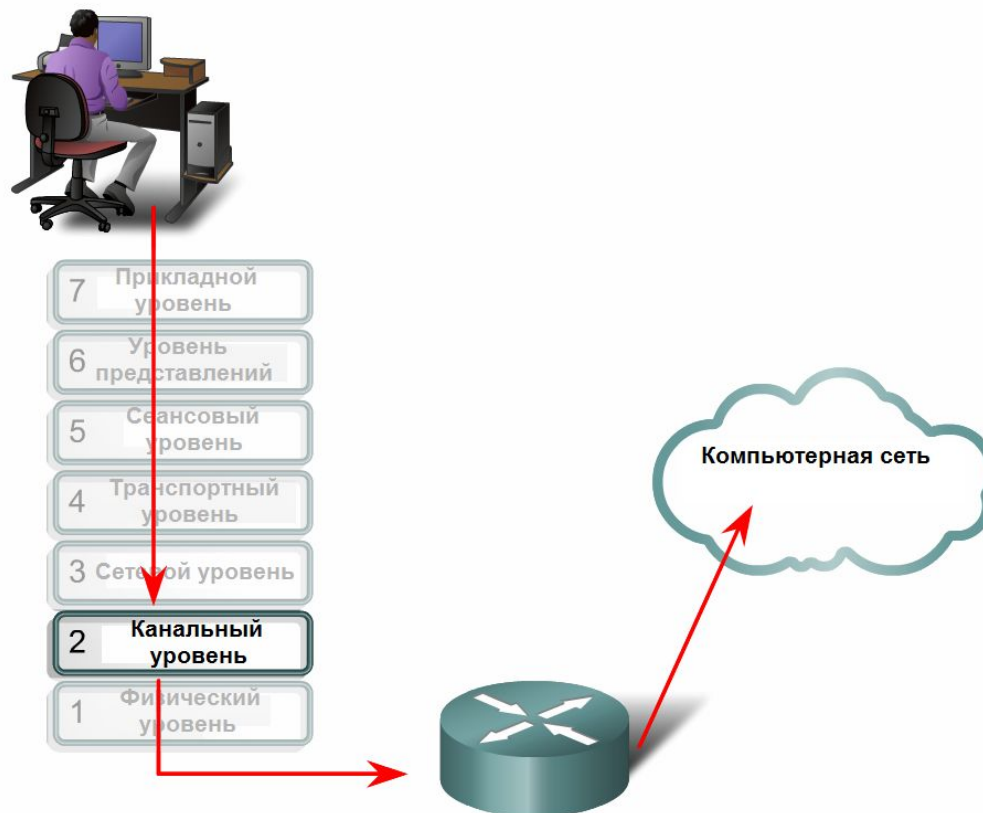 7 Прикладной
уровень
6 Уровень
представлений
5 Сеансовый
уровень
4 Транспортный
уровень
3 Сетевой уровень
2 Канальный
уровень
1 Физический
уровень
Компьютерная сеть